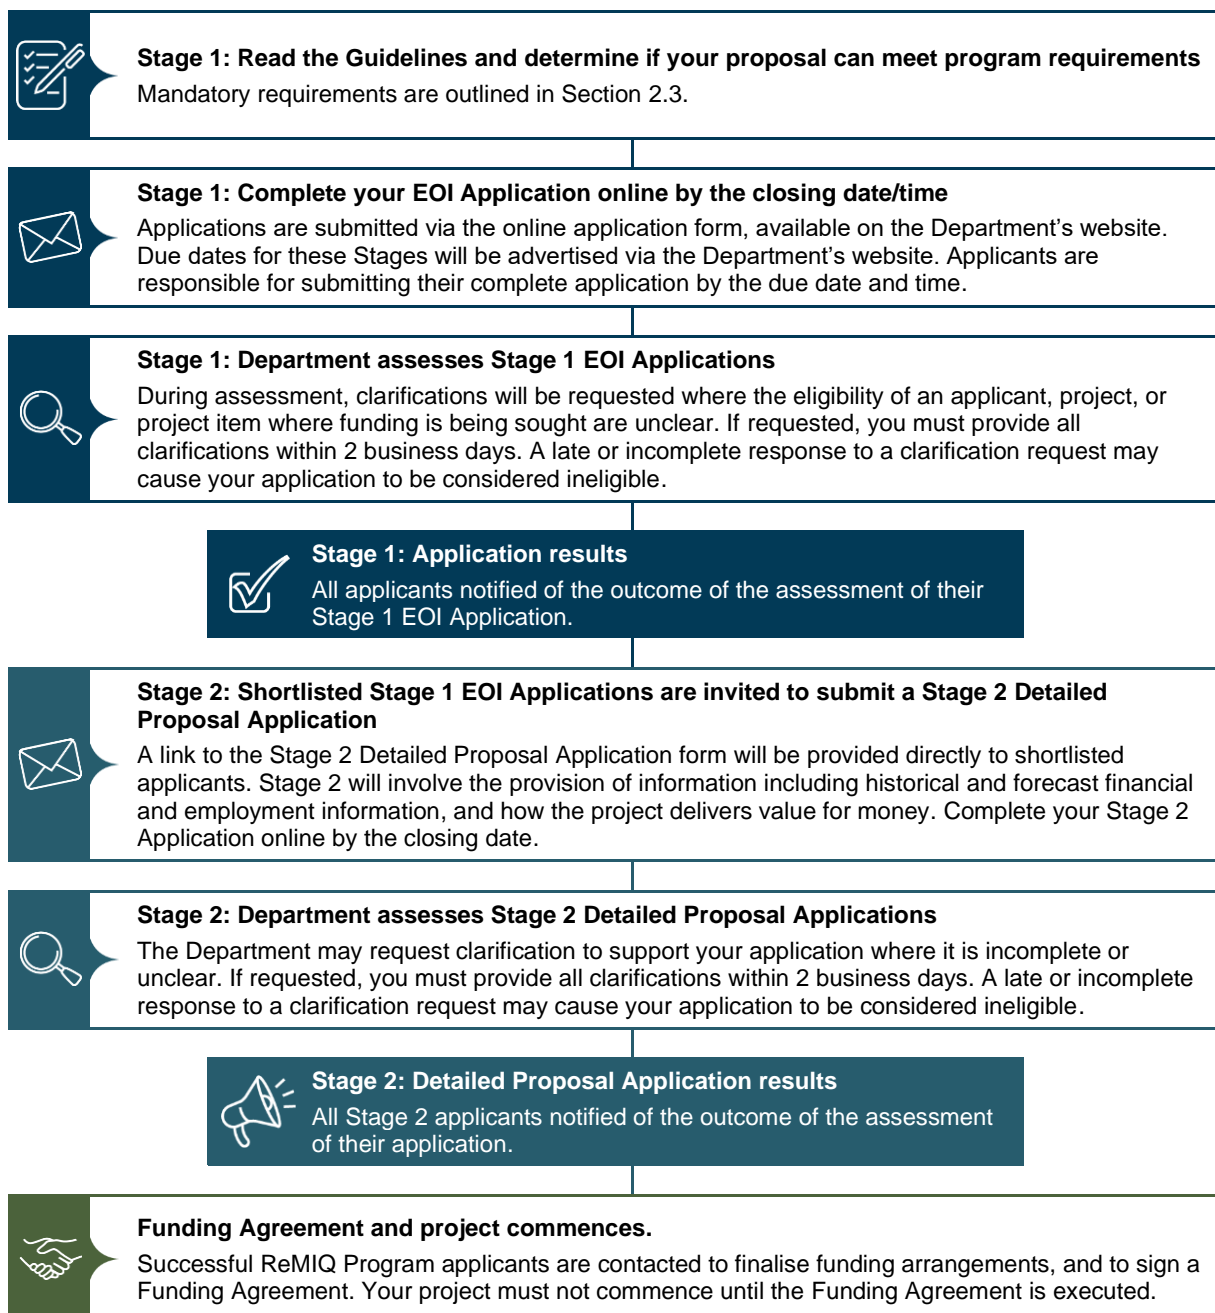 Stage 1: Read the Guidelines and determine if your proposal can meet program requirements
Mandatory requirements are outlined in Section 2.3.
Stage 1: Complete your EOI Application online by the closing date/time
Applications are submitted via the online application form, available on the Department’s website.
Due dates for these Stages will be advertised via the Department’s website. Applicants are
responsible for submitting their complete application by the due date and time.
Stage 1: Department assesses Stage 1 EOI Applications
During assessment, clarifications will be requested where the eligibility of an applicant, project, or
project item where funding is being sought are unclear. If requested, you must provide all
clarifications within 2 business days. A late or incomplete response to a clarification request may
cause your application to be considered ineligible.
Stage 1: Application results
All applicants notified of the outcome of the assessment of their
Stage 1 EOI Application.
Stage 2: Shortlisted Stage 1 EOI Applications are invited to submit a Stage 2 Detailed
Proposal Application
A link to the Stage 2 Detailed Proposal Application form will be provided directly to shortlisted
applicants. Stage 2 will involve the provision of information including historical and forecast financial
and employment information, and how the project delivers value for money. Complete your Stage 2
Application online by the closing date.
Stage 2: Department assesses Stage 2 Detailed Proposal Applications
The Department may request clarification to support your application where it is incomplete or
unclear. If requested, you must provide all clarifications within 2 business days. A late or incomplete
response to a clarification request may cause your application to be considered ineligible.
Stage 2: Detailed Proposal Application results
All Stage 2 applicants notified of the outcome of the assessment
of their application.
Funding Agreement and project commences.
Successful ReMIQ Program applicants are contacted to finalise funding arrangements, and to sign a
Funding Agreement. Your project must not commence until the Funding Agreement is executed.